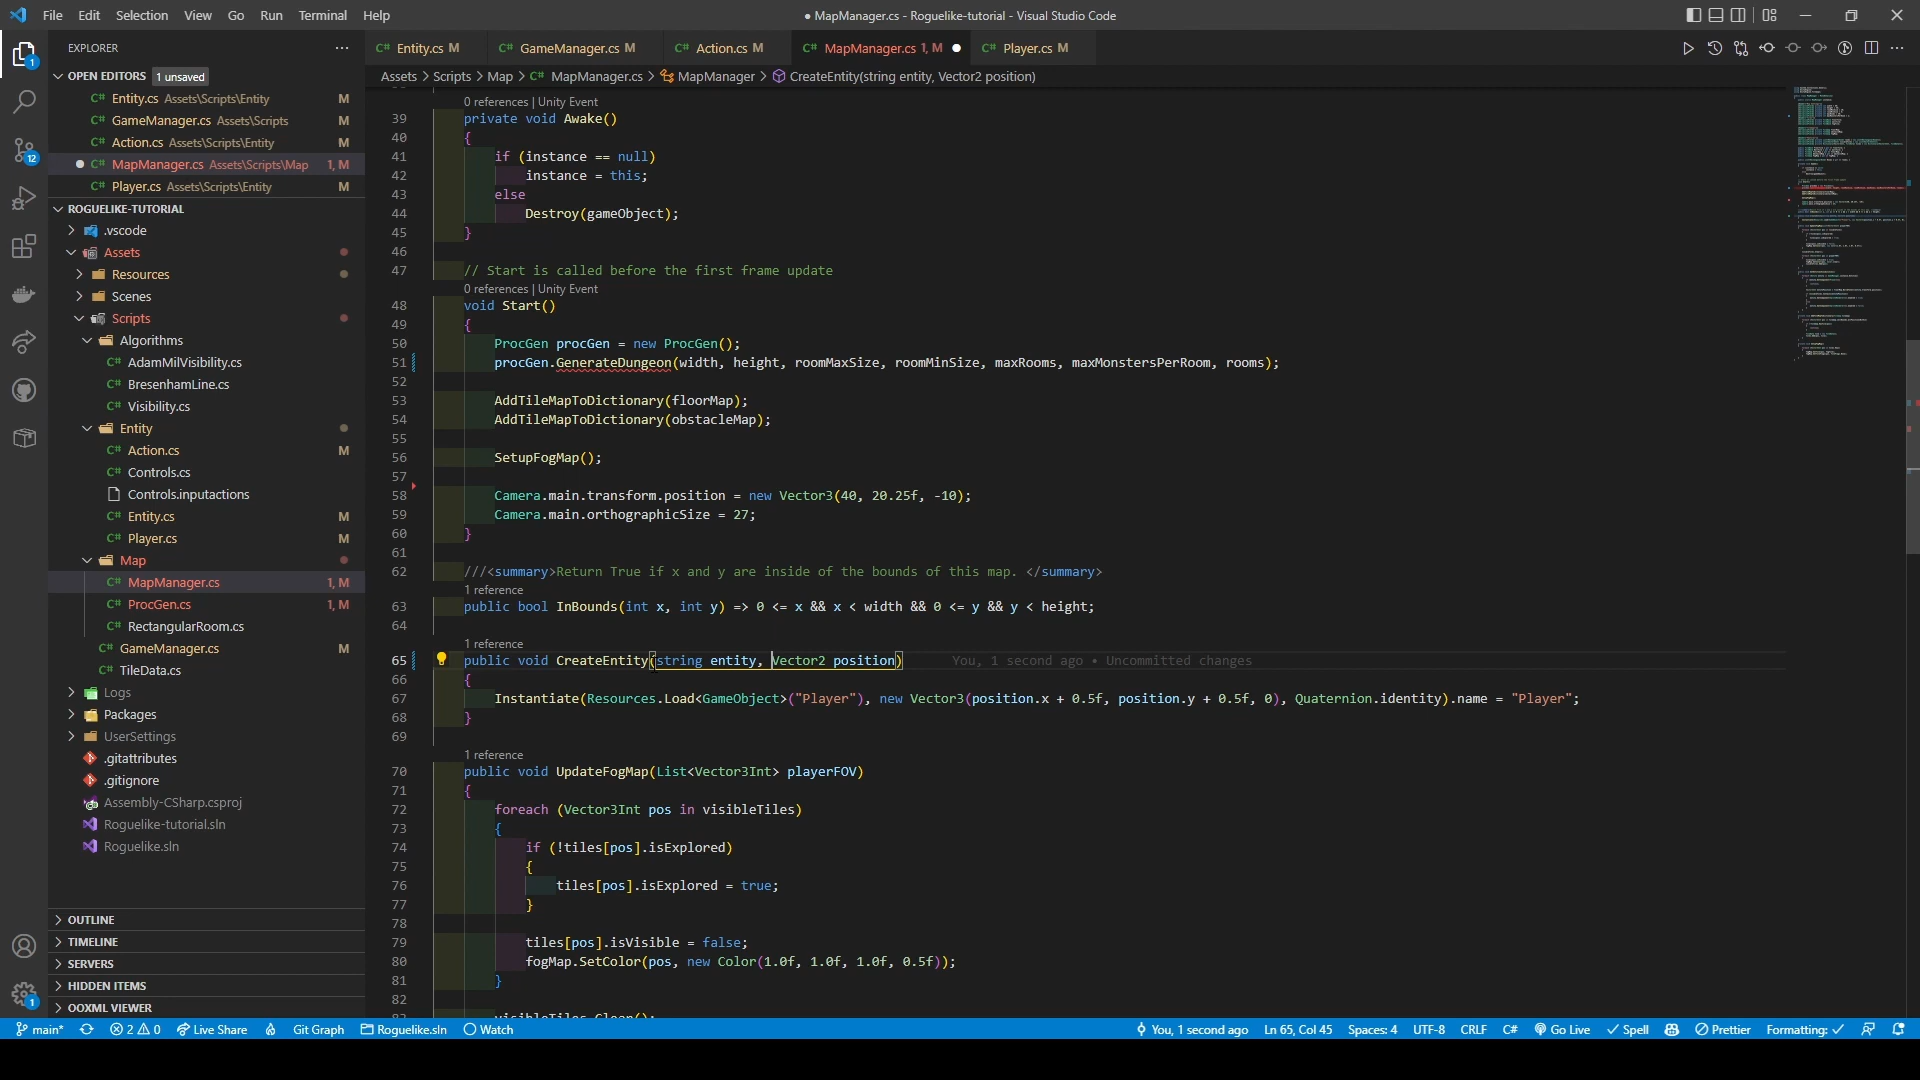 File Edit Selection View Go Run Terminal Help
● MapManager.cs - Roguelike-tutorial - Visual Studio Code
EXPLORER
C# Entity.cs M
C# GameManager.cs M
C# Action.cs M
C# MapManager.cs 1, M
C# Player.cs M
Assets > Scripts > Map > C# MapManager.cs > MapManager > CreateEntity(string entity, Vector2 position)
OPEN EDITORS 1 unsaved
C# Entity.cs Assets\Scripts\Entity M
C# GameManager.cs Assets\Scripts M
C# Action.cs Assets\Scripts\Entity M
C# MapManager.cs Assets\Scripts\Map 1, M
C# Player.cs Assets\Scripts\Entity M
ROGUELIKE-TUTORIAL
.vscode
Assets
Resources
Scenes
Scripts
Algorithms
C# AdamMilVisibility.cs
C# BresenhamLine.cs
C# Visibility.cs
Entity
C# Action.cs M
C# Controls.cs
Controls.inputactions
C# Entity.cs M
C# Player.cs M
Map
C# MapManager.cs 1, M
C# ProcGen.cs 1, M
C# RectangularRoom.cs
C# GameManager.cs M
C# TileData.cs
Logs
Packages
UserSettings
.gitattributes
.gitignore
Assembly-CSharp.csproj
Roguelike-tutorial.sln
Roguelike.sln
OUTLINE
TIMELINE
SERVERS
HIDDEN ITEMS
OOXML VIEWER
1
12
1
0 references | Unity Event
39 private void Awake()
40 {
41 if (instance == null)
42 instance = this;
43 else
44 Destroy(gameObject);
45 }
46
47 // Start is called before the first frame update
0 references | Unity Event
48 void Start()
49 {
50 ProcGen procGen = new ProcGen();
51 procGen.GenerateDungeon(width, height, roomMaxSize, roomMinSize, maxRooms, maxMonstersPerRoom, rooms);
52
53 AddTileMapToDictionary(floorMap);
54 AddTileMapToDictionary(obstacleMap);
55
56 SetupFogMap();
57
58 Camera.main.transform.position = new Vector3(40, 20.25f, -10);
59 Camera.main.orthographicSize = 27;
60 }
61
62 ///<summary>Return True if x and y are inside of the bounds of this map. </summary>
1 reference
63 public bool InBounds(int x, int y) => 0 <= x && x < width && 0 <= y && y < height;
64
1 reference
65 public void CreateEntity(string entity, Vector2 position) You, 1 second ago • Uncommitted changes
66 {
67 Instantiate(Resources.Load<GameObject>("Player"), new Vector3(position.x + 0.5f, position.y + 0.5f, 0), Quaternion.identity).name = "Player";
68 }
69
1 reference
70 public void UpdateFogMap(List<Vector3Int> playerFOV)
71 {
72 foreach (Vector3Int pos in visibleTiles)
73 {
74 if (!tiles[pos].isExplored)
75 {
76 tiles[pos].isExplored = true;
77 }
78
79 tiles[pos].isVisible = false;
80 fogMap.SetColor(pos, new Color(1.0f, 1.0f, 1.0f, 0.5f));
81 }
82
visibleTiles.Clear();
main* 2 0 Live Share Git Graph Roguelike.sln Watch
You, 1 second ago Ln 65, Col 45 Spaces: 4 UTF-8 CRLF C# Go Live Spell Prettier Formatting: ✓